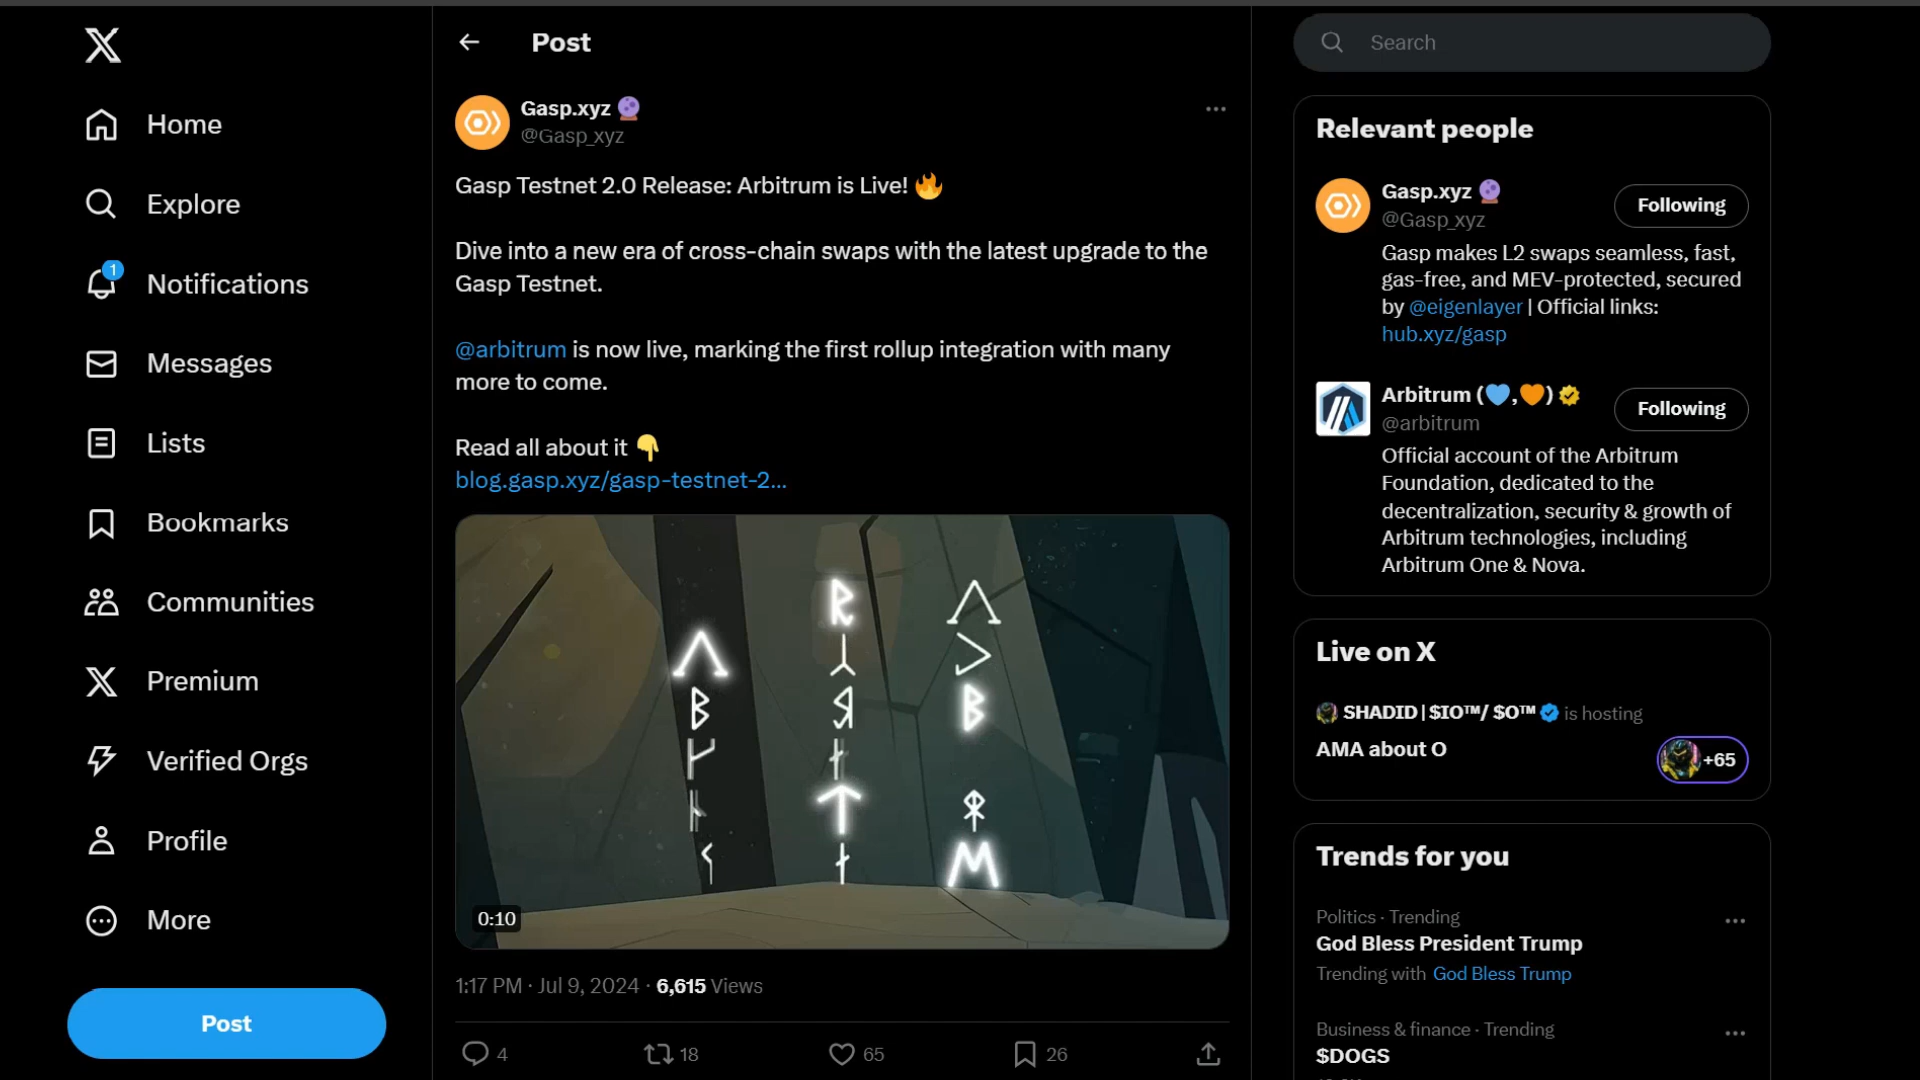 Home
Explore
1
Notifications
Messages
Lists
Bookmarks
Communities
Premium
Verified Orgs
Profile
More
Post
Post
Gasp.xyz
@Gasp_xyz
Gasp Testnet 2.0 Release: Arbitrum is Live! 🔥
Dive into a new era of cross-chain swaps with the latest upgrade to the
Gasp Testnet.
@arbitrum is now live, marking the first rollup integration with many
more to come.
Read all about it 👇
blog.gasp.xyz/gasp-testnet-2...
0:10
1:17 PM · Jul 9, 2024 · 6,615 Views
4 18 65 26
Search
Relevant people
Gasp.xyz
@Gasp_xyz
Following
Gasp makes L2 swaps seamless, fast,
gas-free, and MEV-protected, secured
by @eigenlayer | Official links:
hub.xyz/gasp
Arbitrum (💙,🧡)
@arbitrum
Following
Official account of the Arbitrum
Foundation, dedicated to the
decentralization, security & growth of
Arbitrum technologies, including
Arbitrum One & Nova.
Live on X
SHADID | $IO™/ $O™ is hosting
AMA about O
+65
Trends for you
Politics · Trending
God Bless President Trump
Trending with God Bless Trump
Business & finance · Trending
$DOGS